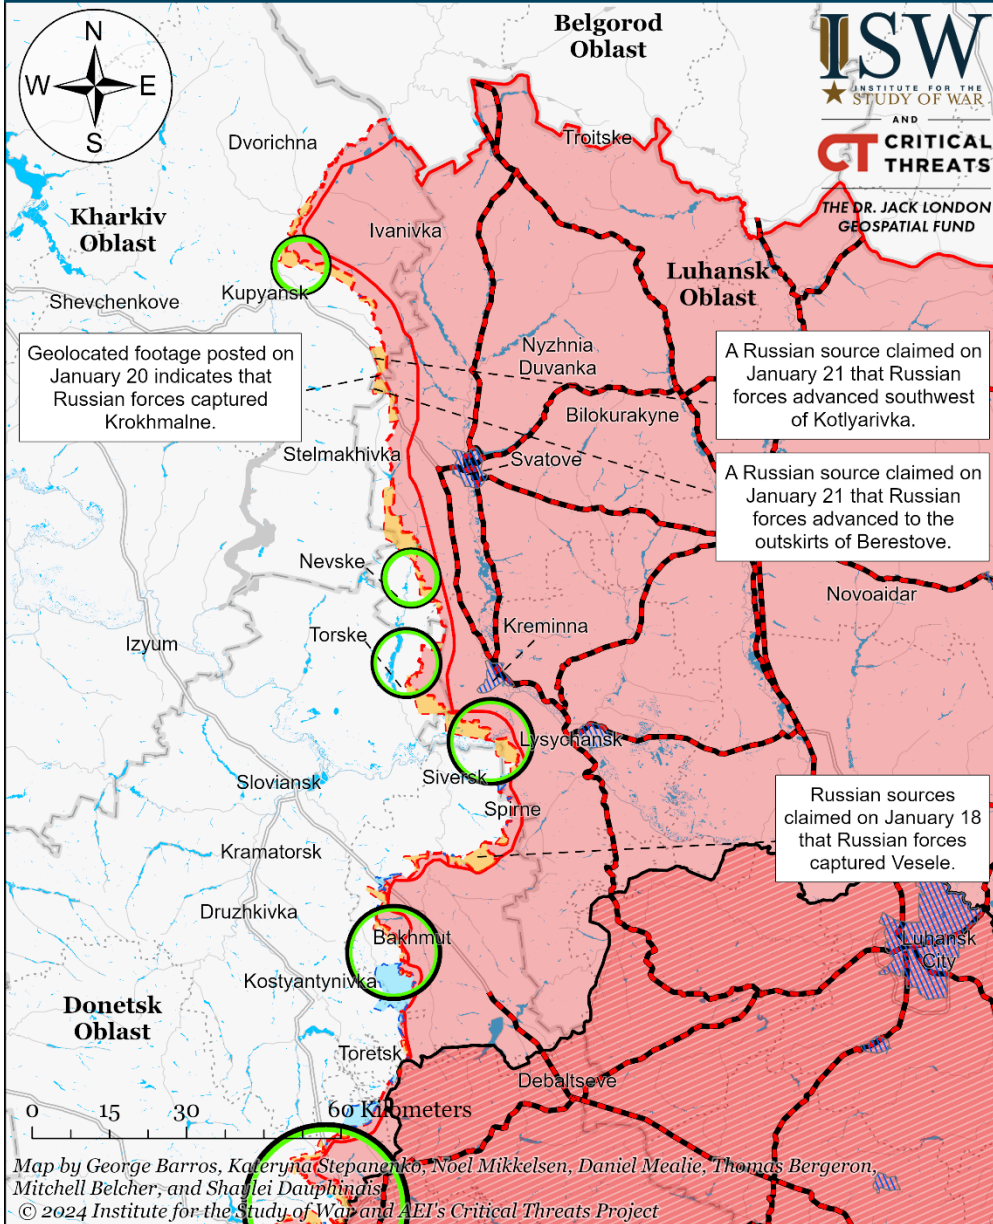 N
W
E
S
Belgorod
Oblast
ISW
INSTITUTE FOR THE
STUDY OF WAR
AND
CT CRITICAL
THREATS
THE DR. JACK LONDON
GEOSPATIAL FUND
Dvorichna
Troitske
Kharkiv
Oblast
Ivanivka
Luhansk
Oblast
Shevchenkove
Kupyansk
Geolocated footage posted on
January 20 indicates that
Russian forces captured
Krokhmalne.
Nyzhnia
Duvanka
A Russian source claimed on
January 21 that Russian
forces advanced southwest
of Kotlyarivka.
Bilokurakyne
Stelmakhivka
Svatove
A Russian source claimed on
January 21 that Russian
forces advanced to the
outskirts of Berestove.
Nevske
Novoaidar
Torske
Kreminna
Izyum
Lysychansk
Siversk
Sloviansk
Spirne
Russian sources
claimed on January 18
that Russian forces
captured Vesele.
Kramatorsk
Druzhkivka
Bakhmut
Luhansk
City
Kostyantynivka
Donetsk
Oblast
Toretsk
Debaltseve
0 15 30 60 Kilometers
Map by George Barros, Kateryna Stepanenko, Noel Mikkelsen, Daniel Mealie, Thomas Bergeron,
Mitchell Belcher, and Shaylei Dauphinais
© 2024 Institute for the Study of War and AEI's Critical Threats Project